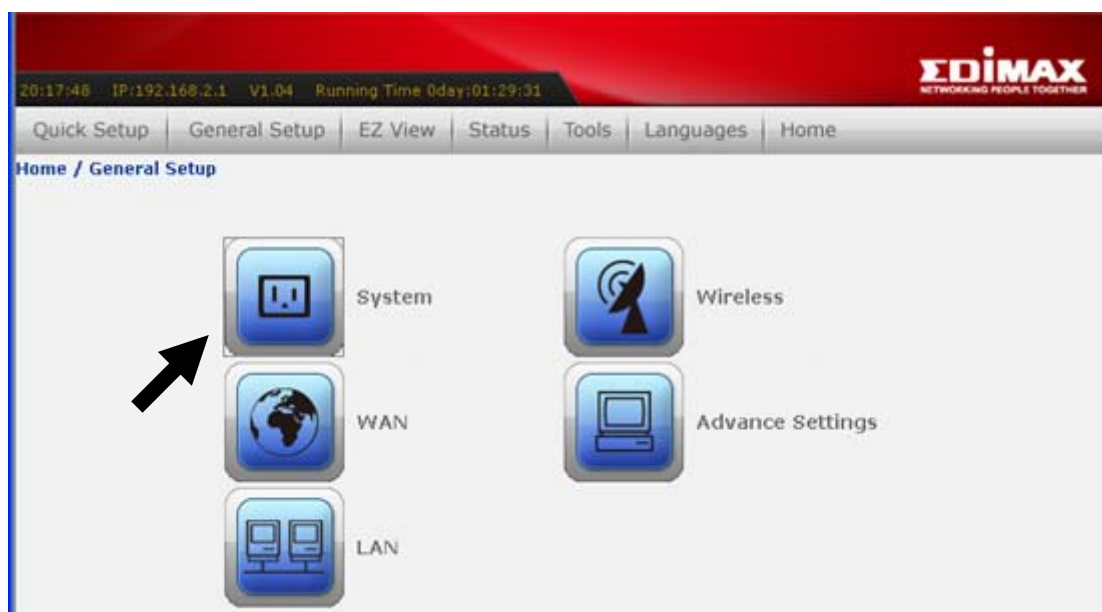 EDIMAX
NETWORKING PEOPLE TOGETHER
20:17:48 IP:192.168.2.1 V1.04 Running Time 0day:01:29:31
Quick Setup General Setup EZ View Status Tools Languages Home
Home / General Setup
System Wireless
WAN Advance Settings
LAN